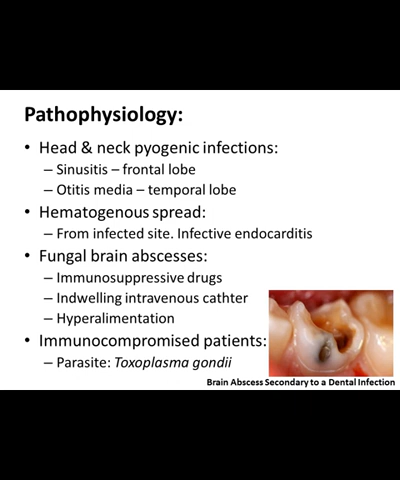 Pathophysiology:
• Head & neck pyogenic infections:
– Sinusitis – frontal lobe
– Otitis media – temporal lobe
• Hematogenous spread:
– From infected site. Infective endocarditis
• Fungal brain abscesses:
– Immunosuppressive drugs
– Indwelling intravenous cathter
– Hyperalimentation
• Immunocompromised patients:
– Parasite: Toxoplasma gondii
Brain Abscess Secondary to a Dental Infection